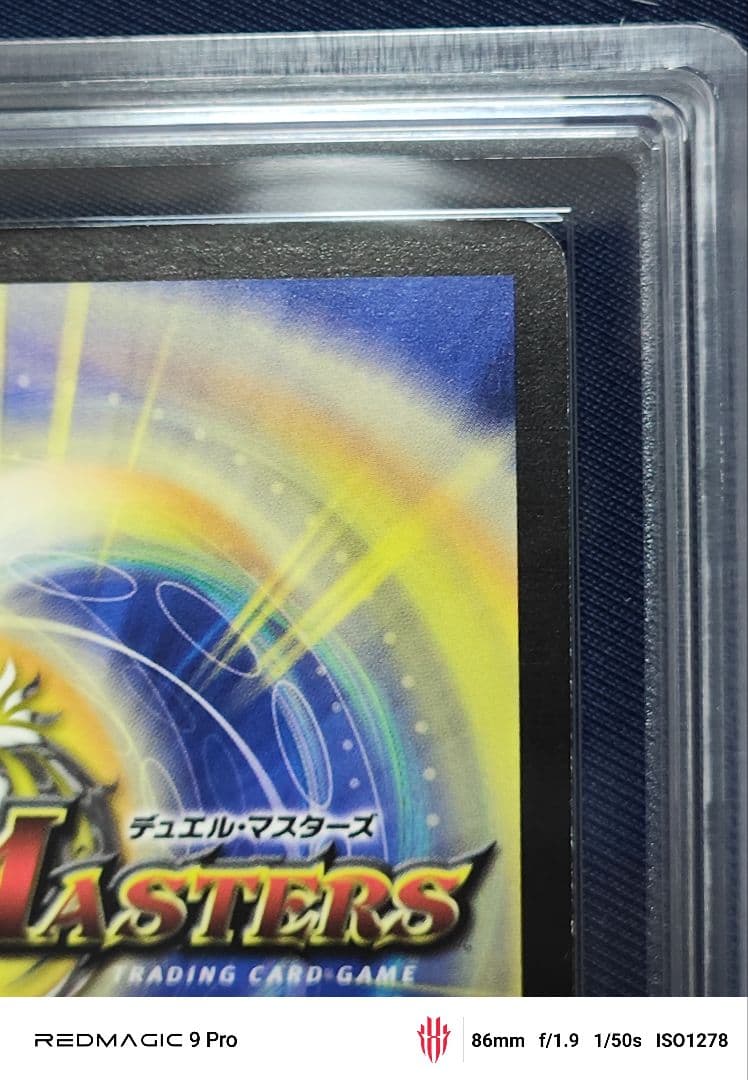 デュエル・マスターズ
MASTERS
TRADING CARD GAME
REDMAGIC 9 Pro
86mm f/1.9 1/50s ISO1278